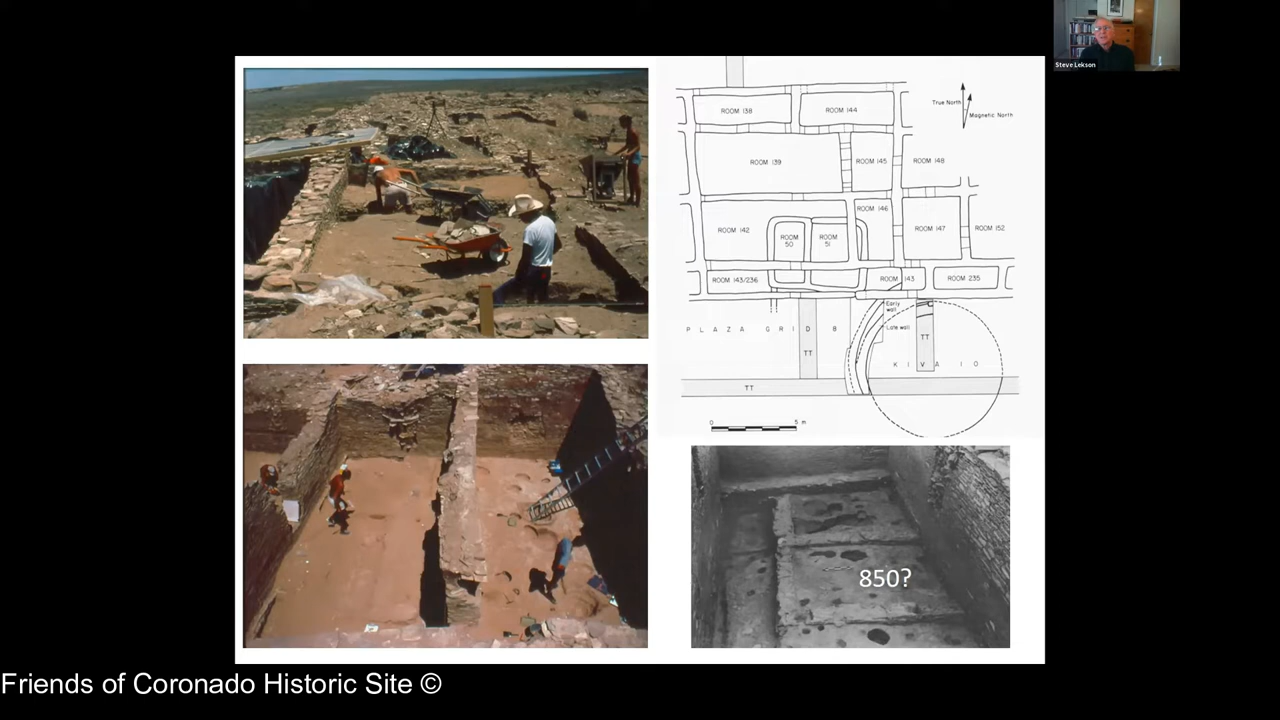 Steve Lekson
ROOM 138
ROOM 144
True North
Magnetic North
ROOM 139
ROOM 145
ROOM 148
ROOM 146
ROOM 142
ROOM 50
ROOM 51
ROOM 147
ROOM 152
ROOM 143/236
ROOM 143
ROOM 235
Early wall
Late wall
PLAZA GRID 8
TT
TT
KIVA 10
TT
0 5 m
850?
Friends of Coronado Historic Site ©